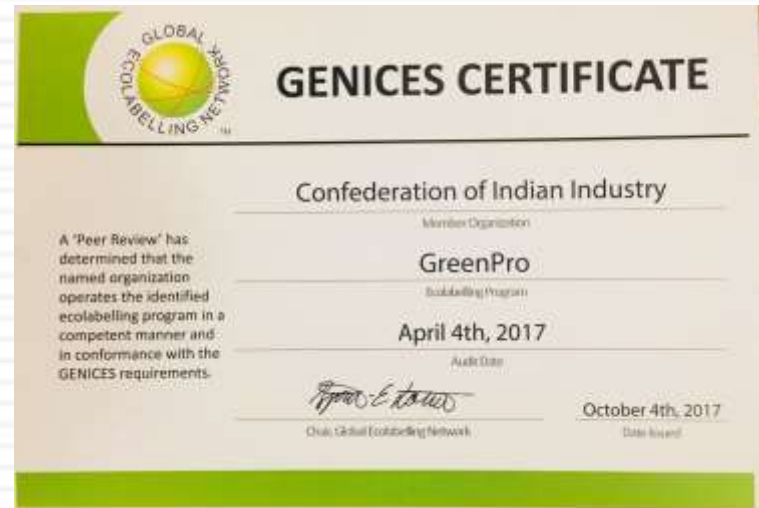 GLOBAL
ECOLABELLING NETWORK
TM
GENICES CERTIFICATE
Confederation of Indian Industry
Member Organization
A 'Peer Review' has
determined that the
named organization
operates the identified
ecolabelling program in a
competent manner and
in conformance with the
GENICES requirements.
GreenPro
Ecolabelling Program
April 4th, 2017
Audit Date
Chair, Global Ecolabelling Network
October 4th, 2017
Date Issued